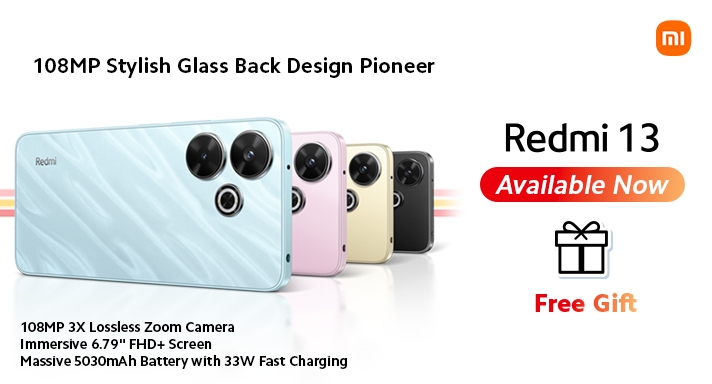 mi
108MP Stylish Glass Back Design Pioneer
Redmi
Redmi 13
Available Now
Free Gift
108MP 3X Lossless Zoom Camera
Immersive 6.79" FHD+ Screen
Massive 5030mAh Battery with 33W Fast Charging